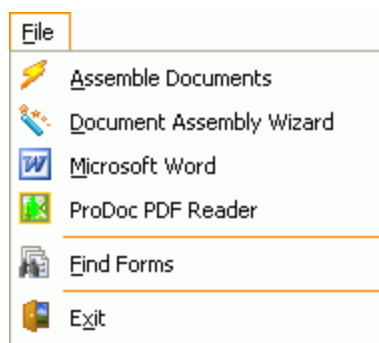 File
Assemble Documents
Document Assembly Wizard
W Microsoft Word
ProDoc PDF Reader
Find Forms
Exit